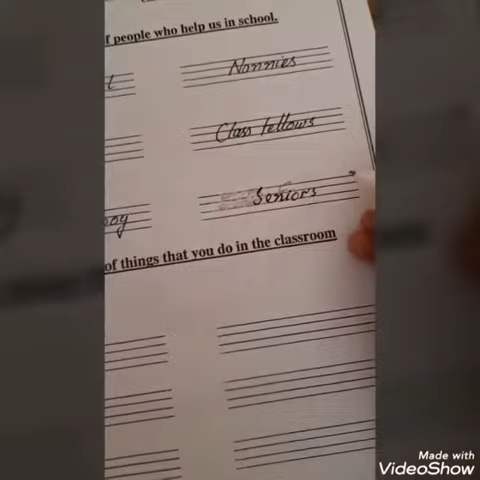 f people who help us in school.
Nannies
Class fellows
Seniors
oy
of things that you do in the classroom
Made with
VideoShow